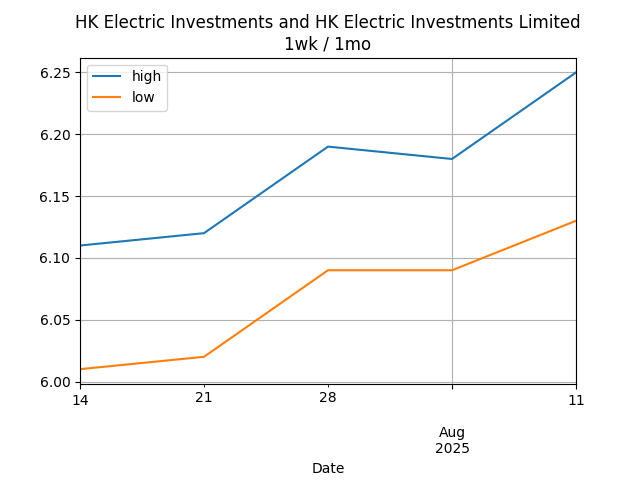 HK Electric Investments and HK Electric Investments Limited
1wk / 1mo
high
low
6.25
6.20
6.15
6.10
6.05
6.00
14
21
28
11
Aug
2025
Date